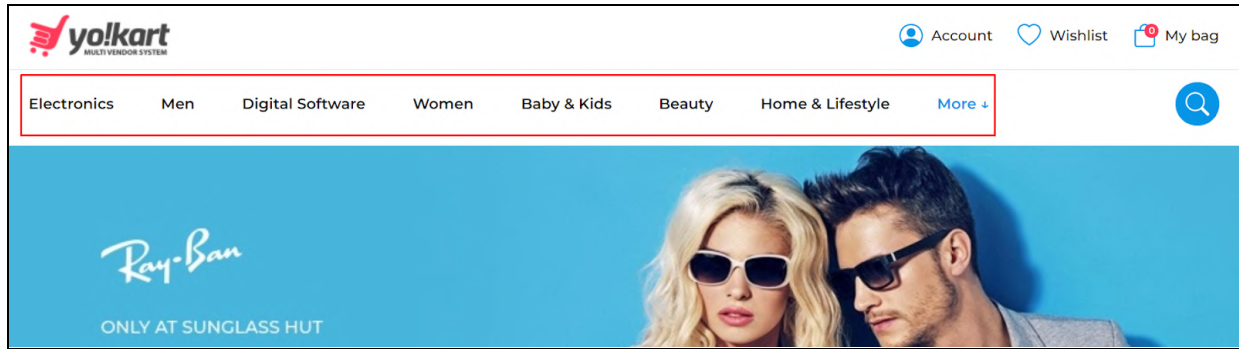 yo!kart
MULTI VENDOR SYSTEM
Account
Wishlist
0
My bag
Electronics Men Digital Software Women Baby & Kids Beauty Home & Lifestyle More ↓
Ray-Ban
ONLY AT SUNGLASS HUT